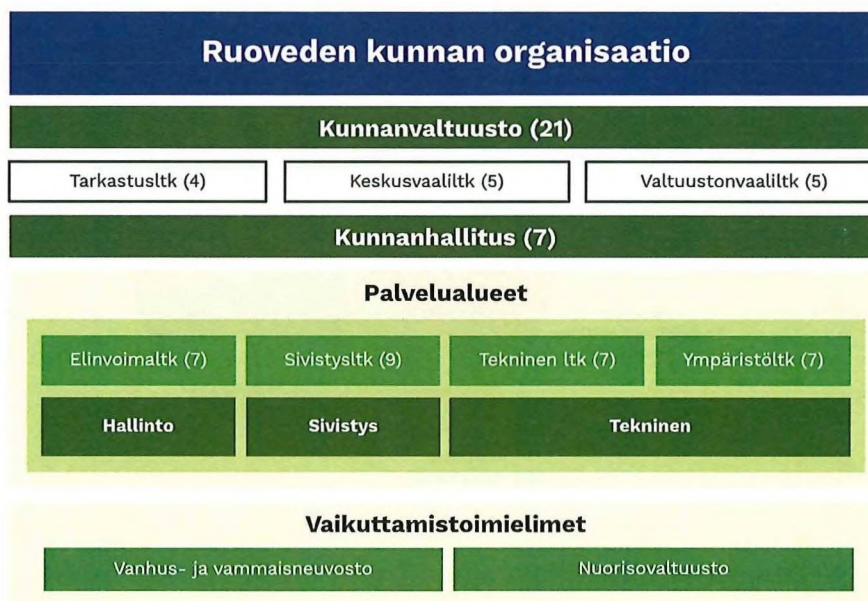 Ruoveden kunnan organisaatio
Kunnanvaltuusto (21)
Tarkastusltk (4)
Keskusvaaliltk (5)
Valtuustonvaaliltk (5)
Kunnanhallitus (7)
Palvelualueet
Elinvoimaltk (7)
Sivistysltk (9)
Tekninen ltk (7)
Ympäristöltk (7)
Hallinto
Sivistys
Tekninen
Vaikuttamistoimielimet
Vanhus- ja vammaisneuvosto
Nuorisovaltuusto